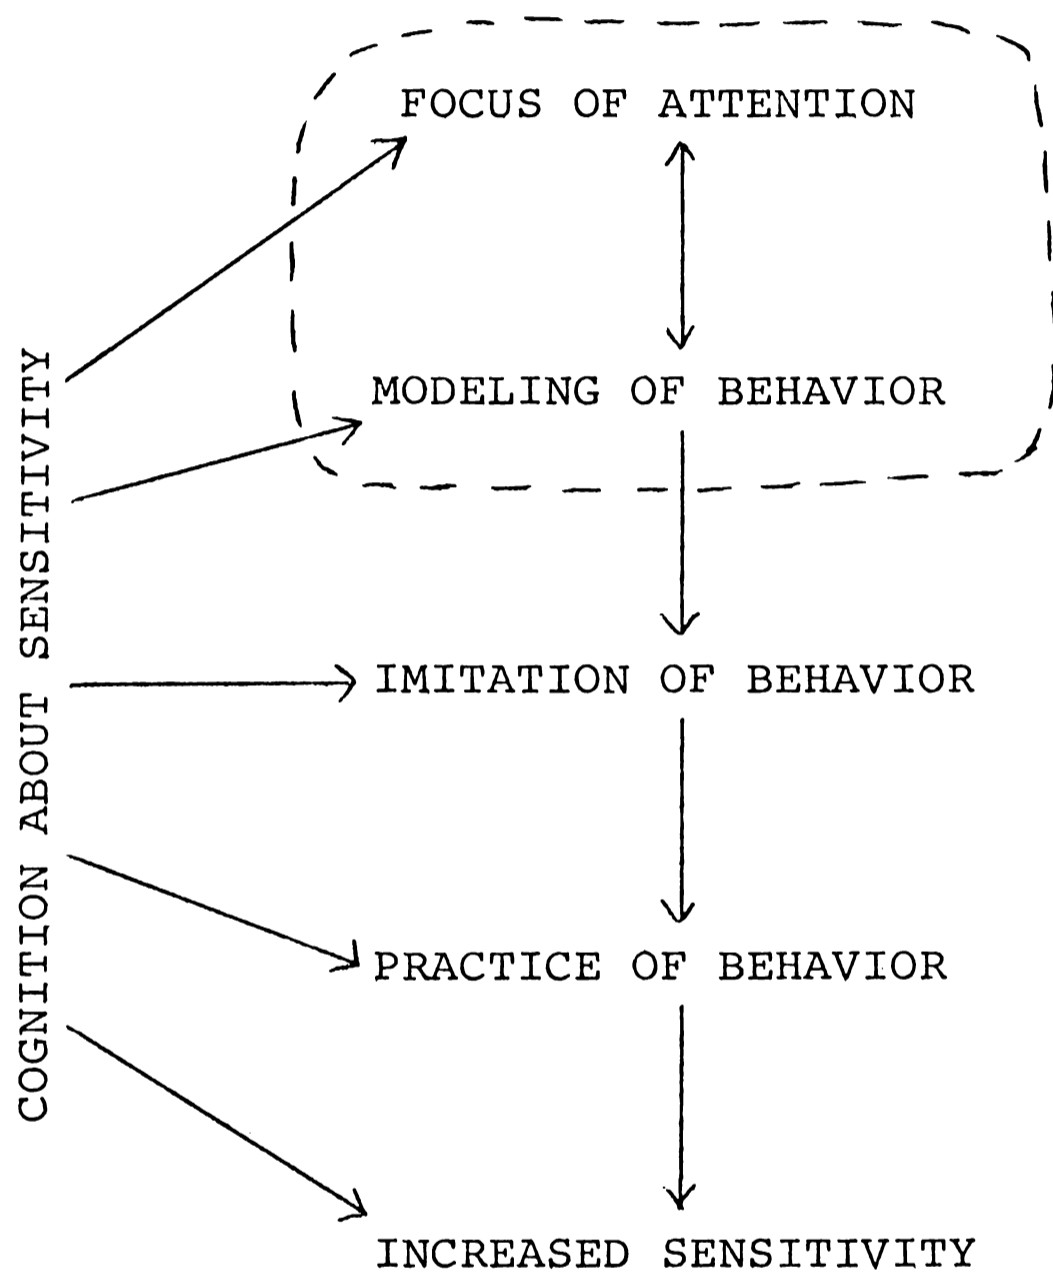 FOCUS OF ATTENTION
MODELING OF BEHAVIOR
IMITATION OF BEHAVIOR
PRACTICE OF BEHAVIOR
INCREASED SENSITIVITY
COGNITION ABOUT SENSITIVITY